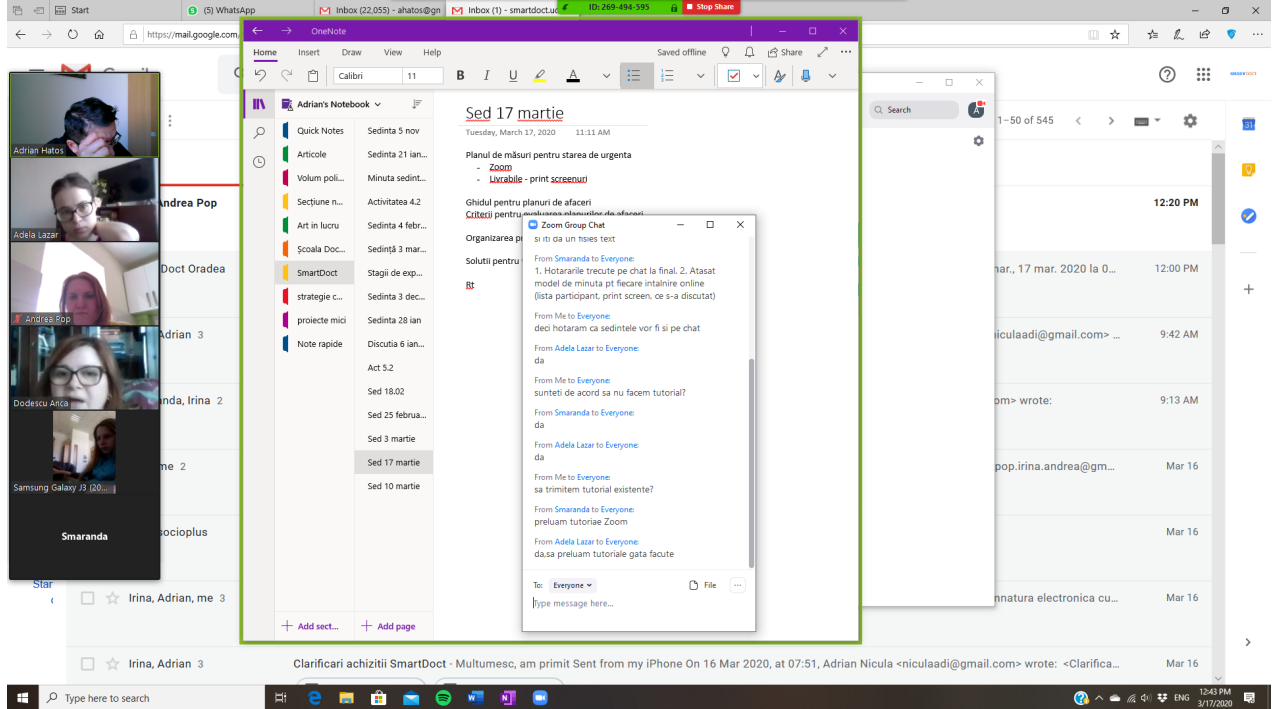 Start
(5) WhatsApp
Inbox (22,055) - ahatos@gn
Inbox (1) - smartdoct.uo
ID: 269-494-595
Stop Share
https://mail.google.com/
OneNote
Home
Insert
Draw
View
Help
Saved offline
Share
Calibri
11
B
I
U
A
Search
A
1–50 of 545
SMARTDOCT
31
Adrian's Notebook
Quick Notes
Articole
Volum poli...
Secțiune n...
Art in lucru
Școala Doc...
SmartDoct
strategie c...
proiecte mici
Note rapide
Sedinta 5 nov
Sedinta 21 ian...
Minuta sedint...
Activitatea 4.2
Sedinta 4 febr...
Sedință 3 mar...
Stagii de exp...
Sedinta 3 dec...
Sedinta 28 ian
Discutia 6 ian...
Act 5.2
Sed 18.02
Sed 25 februa...
Sed 3 martie
Sed 17 martie
Sed 10 martie
Add sect...
Add page
Sed 17 martie
Tuesday, March 17, 2020
11:11 AM
Planul de măsuri pentru starea de urgenta
- Zoom
- Livrabile - print screenuri
Ghidul pentru planuri de afaceri
Criterii pentru evaluarea planurilor de afaceri
Organizarea p
Solutii pentru
Rt
Zoom Group Chat
si iti da un fisies text
From Smaranda to Everyone:
1. Hotararile trecute pe chat la final. 2. Atasat
model de minuta pt fiecare intalnire online
(lista participant, print screen, ce s-a discutat)
From Me to Everyone:
deci hotaram ca sedintele vor fi si pe chat
From Adela Lazar to Everyone:
da
From Me to Everyone:
sunteti de acord sa nu facem tutorial?
From Smaranda to Everyone:
da
From Adela Lazar to Everyone:
da
From Me to Everyone:
sa trimitem tutorial existente?
From Smaranda to Everyone:
preluam tutoriae Zoom
From Adela Lazar to Everyone:
da,sa preluam tutoriale gata facute
To: Everyone
File
...
Type message here...
Adrian Hatos
Adela Lazar
Andrea Pop
Dodescu Anca
Samsung Galaxy J3 (20...
Smaranda
Star
Andrea Pop
12:20 PM
Doct Oradea
mar., 17 mar. 2020 la 0...
12:00 PM
Adrian 3
niculaadi@gmail.com> ...
9:42 AM
nda, Irina 2
om> wrote:
9:13 AM
me 2
pop.irina.andrea@gm...
Mar 16
socioplus
Mar 16
Irina, Adrian, me 3
nnatura electronica cu...
Mar 16
Irina, Adrian 3
Clarificari achizitii SmartDoct - Multumesc, am primit Sent from my iPhone On 16 Mar 2020, at 07:51, Adrian Nicula <niculaadi@gmail.com> wrote: <Clarifica...
Mar 16
Type here to search
ENG
12:43 PM
3/17/2020